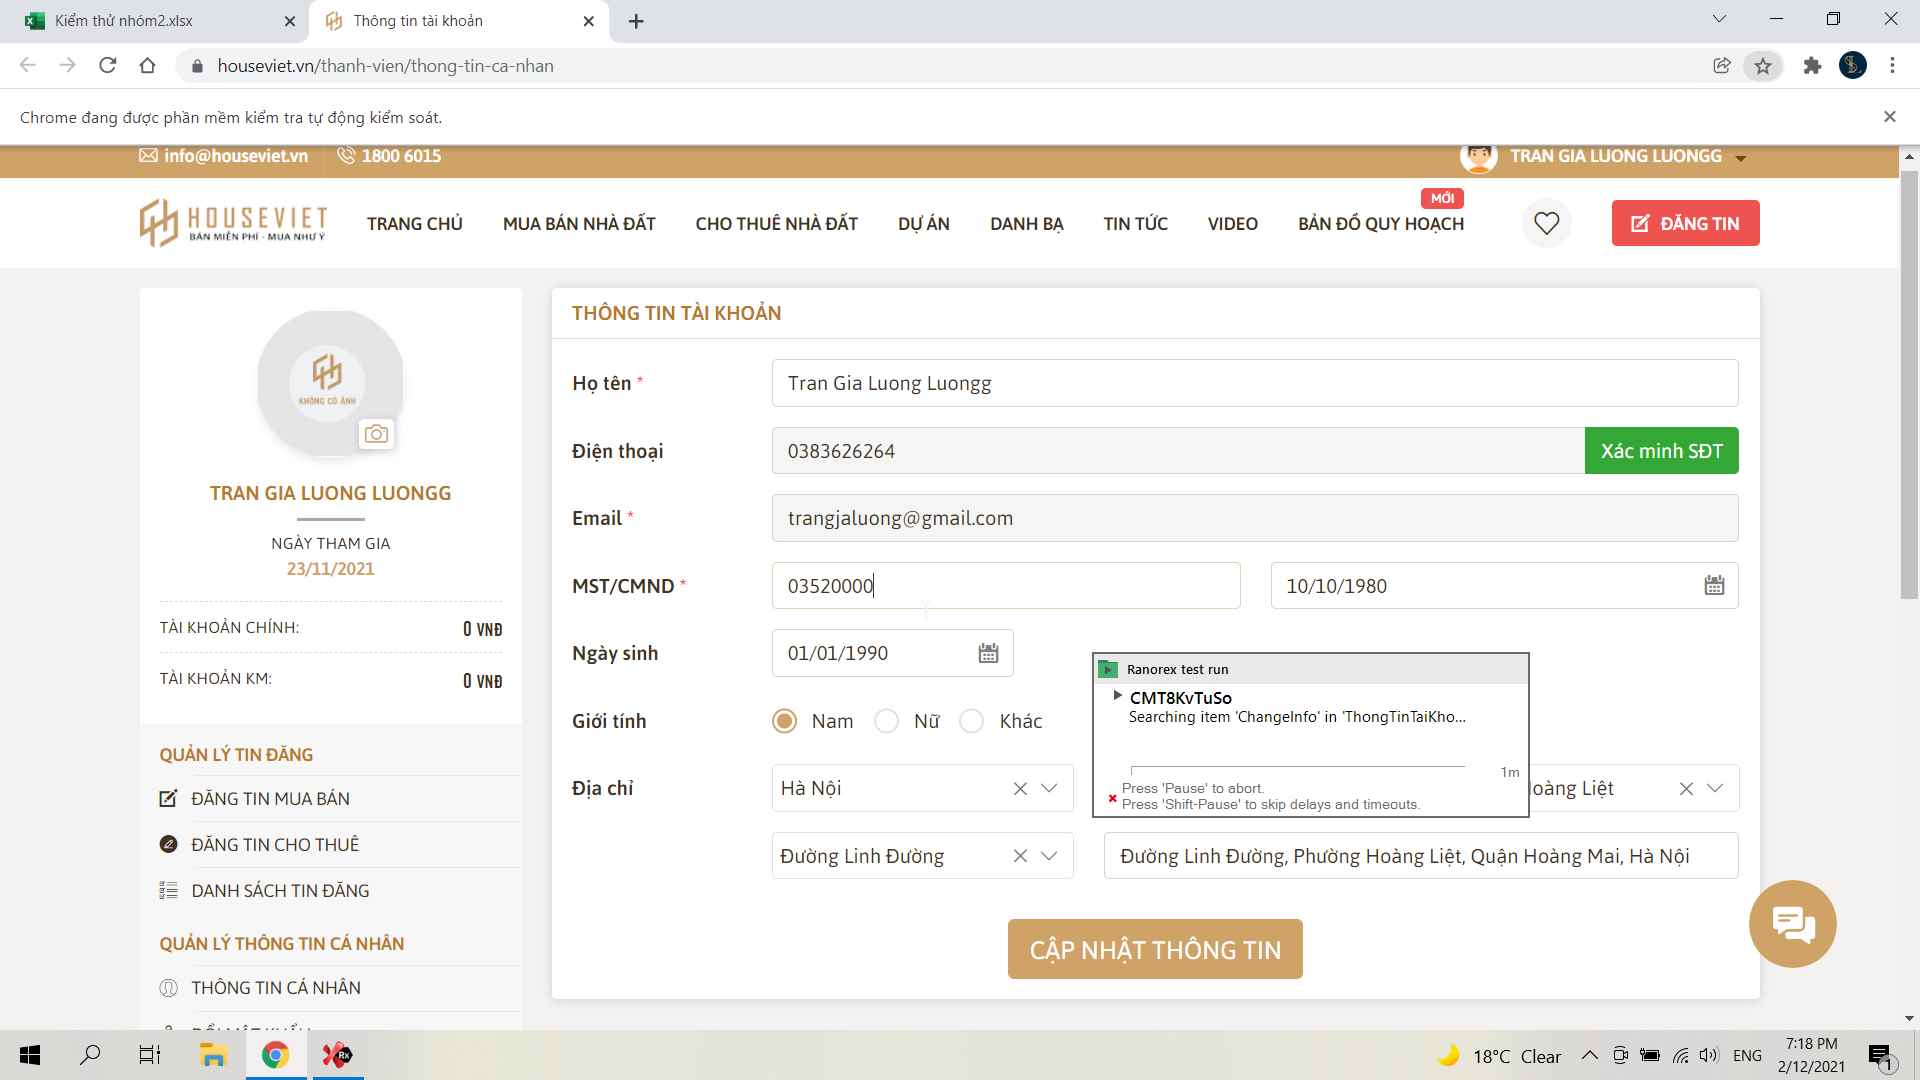 Kiểm thử nhóm2.xlsx
Thông tin tài khoản
houseviet.vn/thanh-vien/thong-tin-ca-nhan
Chrome đang được phần mềm kiểm tra tự động kiểm soát.
info@houseviet.vn
1800 6015
TRAN GIA LUONG LUONGG
HOUSEVIET
BÁN MIỄN PHÍ - MUA NHƯ Ý
TRANG CHỦ
MUA BÁN NHÀ ĐẤT
CHO THUÊ NHÀ ĐẤT
DỰ ÁN
DANH BẠ
TIN TỨC
VIDEO
MỚI
BẢN ĐỒ QUY HOẠCH
ĐĂNG TIN
KHÔNG CÓ ẢNH
TRAN GIA LUONG LUONGG
NGÀY THAM GIA
23/11/2021
TÀI KHOẢN CHÍNH:
0 VNĐ
TÀI KHOẢN KM:
0 VNĐ
QUẢN LÝ TIN ĐĂNG
ĐĂNG TIN MUA BÁN
ĐĂNG TIN CHO THUÊ
DANH SÁCH TIN ĐĂNG
QUẢN LÝ THÔNG TIN CÁ NHÂN
THÔNG TIN CÁ NHÂN
THÔNG TIN TÀI KHOẢN
Họ tên *
Tran Gia Luong Luongg
Điện thoại
0383626264
Xác minh SĐT
Email *
trangjaluong@gmail.com
MST/CMND *
03520000
10/10/1980
Ngày sinh
01/01/1990
Giới tính
Nam
Nữ
Khác
Địa chỉ
Hà Nội
Hoàng Liệt
Đường Linh Đường
Đường Linh Đường, Phường Hoàng Liệt, Quận Hoàng Mai, Hà Nội
CẬP NHẬT THÔNG TIN
Ranorex test run
CMT8KvTuSo
Searching item 'ChangeInfo' in 'ThongTinTaiKho...
1m
Press 'Pause' to abort.
Press 'Shift-Pause' to skip delays and timeouts.
Rx
18°C Clear
ENG
7:18 PM
2/12/2021
1